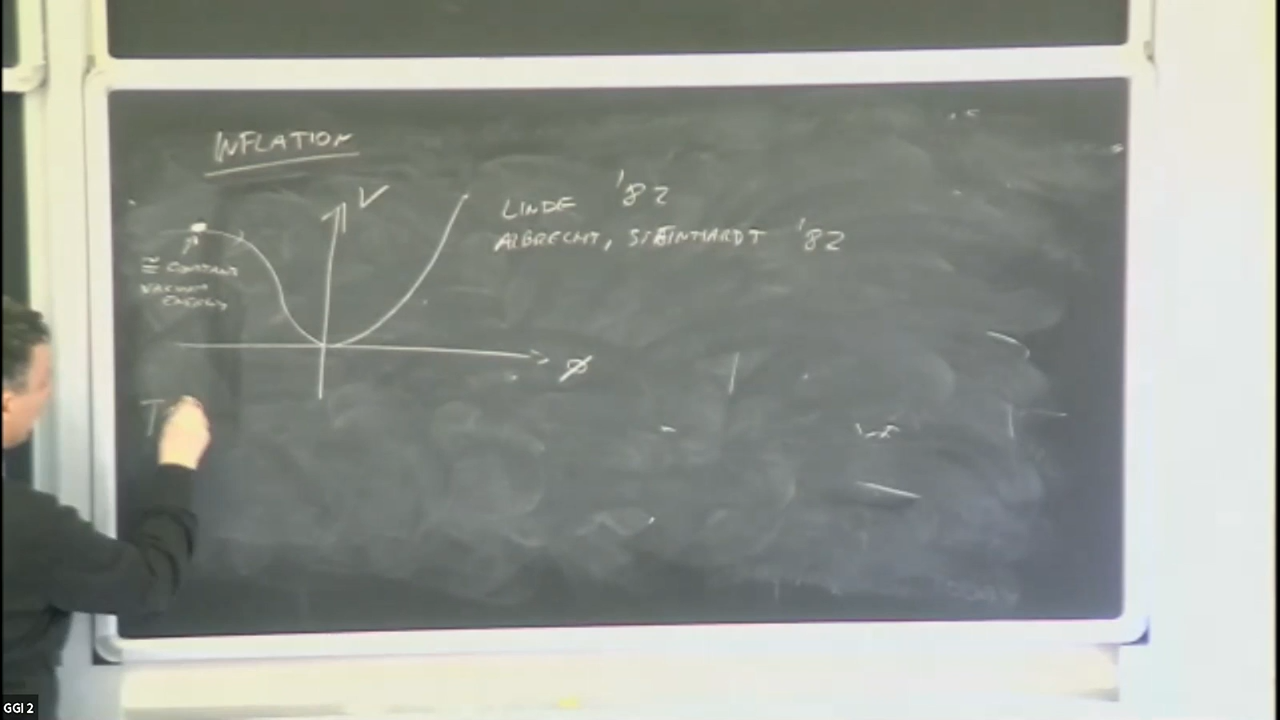 INFLATION
V
LINDE '82
ALBRECHT, STEINHARDT '82
≅ CONSTANT
VACUUM
ENERGY
φ
T
GGI 2